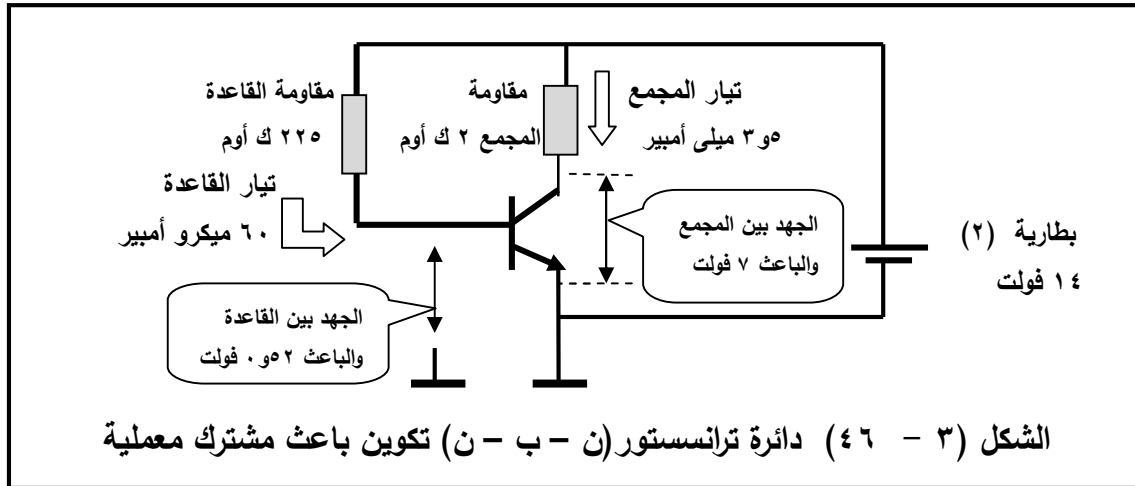 مقاومة القاعدة
٢٢٥ ك أوم
مقاومة
المجمع ٢ ك أوم
تيار المجمع
٥و٣ ميلى أمبير
تيار القاعدة
٦٠ ميكرو أمبير
الجهد بين المجمع
والباعث ٧ فولت
بطارية (٢)
١٤ فولت
الجهد بين القاعدة
والباعث ٥٢و٠ فولت
الشكل (٣ - ٤٦) دائرة ترانسستور(ن – ب – ن) تكوين باعث مشترك معملية